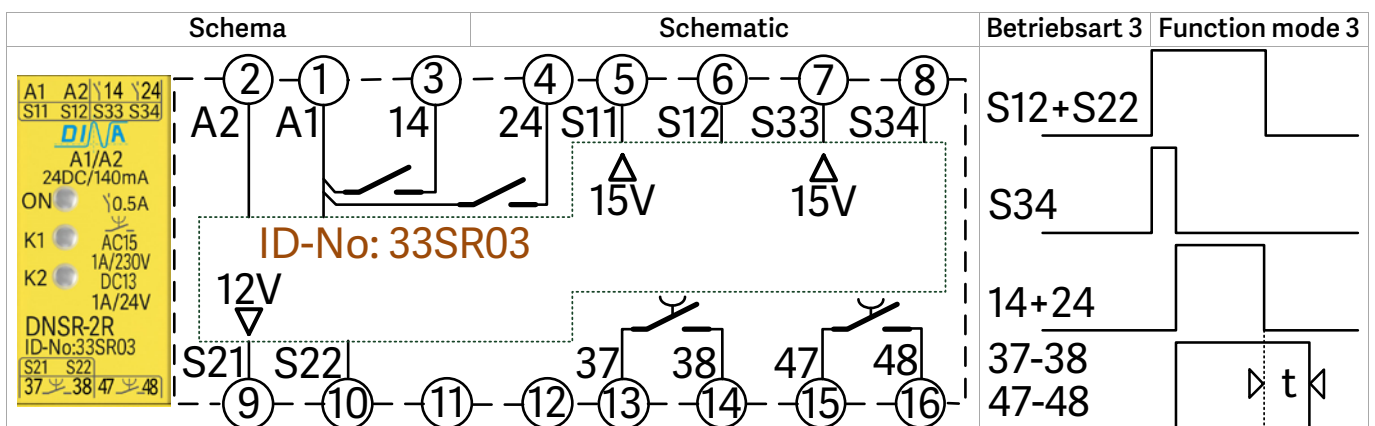 Schema Schematic Betriebsart 3 Function mode 3
A1 A2 14 24
S11 S12 S33 S34
DINA
A1/A2
24DC/140mA
ON 0.5A
K1 AC15
1A/230V
K2 DC13
1A/24V
DNSR-2R
ID-No:33SR03
S21 S22
37 38 47 48
2 1 3 4 5 6 7 8
A2 A1 14 24 S11 S12 S33 S34
15V 15V
ID-No: 33SR03
12V
S21 S22 37 38 47 48
9 10 11 12 13 14 15 16
S12+S22
S34
14+24
37-38
t
47-48